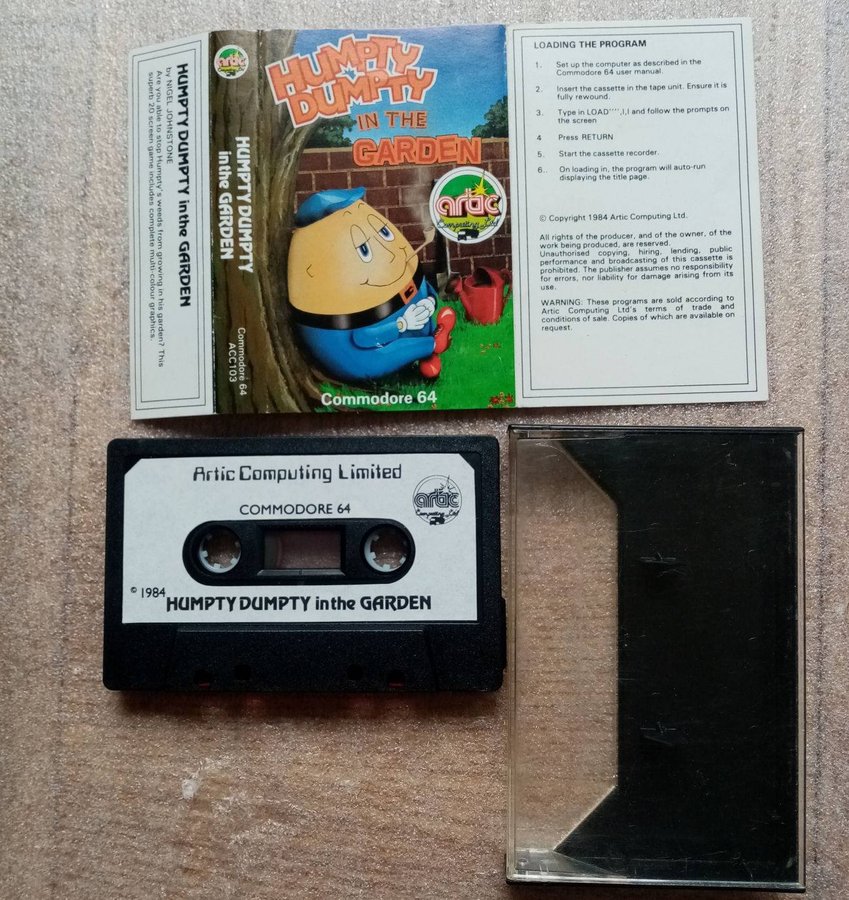 HUMPTY DUMPTY in the GARDEN
by NIGEL JOHNSTONE
Are you able to stop Humpty's weeds from growing in his garden? This
superb 20 screen game includes complete multi-colour graphics.
artic
Computing Ltd
HUMPTY DUMPTY
in the GARDEN
Commodore 64
ACC103
HUMPTY
DUMPTY
IN THE
GARDEN
artic
Computing Ltd
Commodore 64
LOADING THE PROGRAM
1. Set up the computer as described in the
Commodore 64 user manual.
2. Insert the cassette in the tape unit. Ensure it is
fully rewound.
3. Type in LOAD"",I,I and follow the prompts on
the screen
4 Press RETURN
5. Start the cassette recorder.
6.. On loading in, the program will auto-run
displaying the title page.
© Copyright 1984 Artic Computing Ltd.
All rights of the producer, and of the owner, of the
work being produced, are reserved.
Unauthorised copying, hiring, lending, public
performance and broadcasting of this cassette is
prohibited. The publisher assumes no responsibility
for errors, nor liability for damage arising from its
use.
WARNING: These programs are sold according to
Artic Computing Ltd's terms of trade and
conditions of sale. Copies of which are available on
request.
Artic Computing Limited
artic
Computing Ltd
COMMODORE 64
© 1984
HUMPTY DUMPTY in the GARDEN